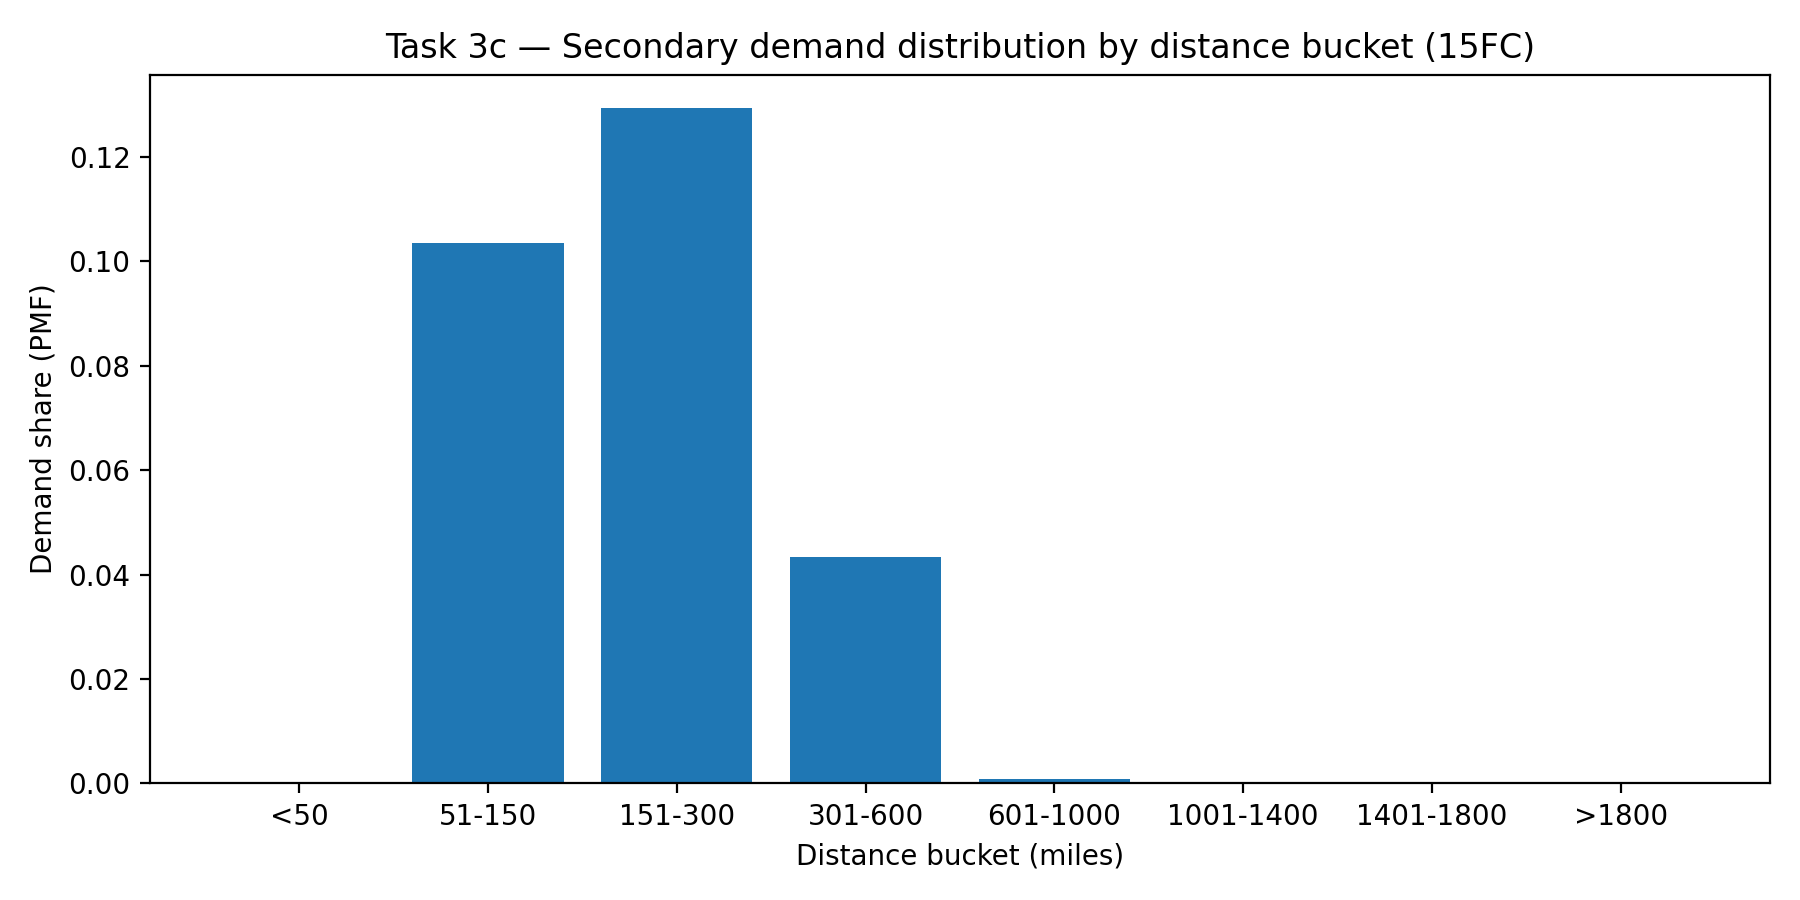 Task 3c — Secondary demand distribution by distance bucket (15FC)
Demand share (PMF)
0.12
0.10
0.08
0.06
0.04
0.02
0.00
<50 51-150 151-300 301-600 601-1000 1001-1400 1401-1800 >1800
Distance bucket (miles)